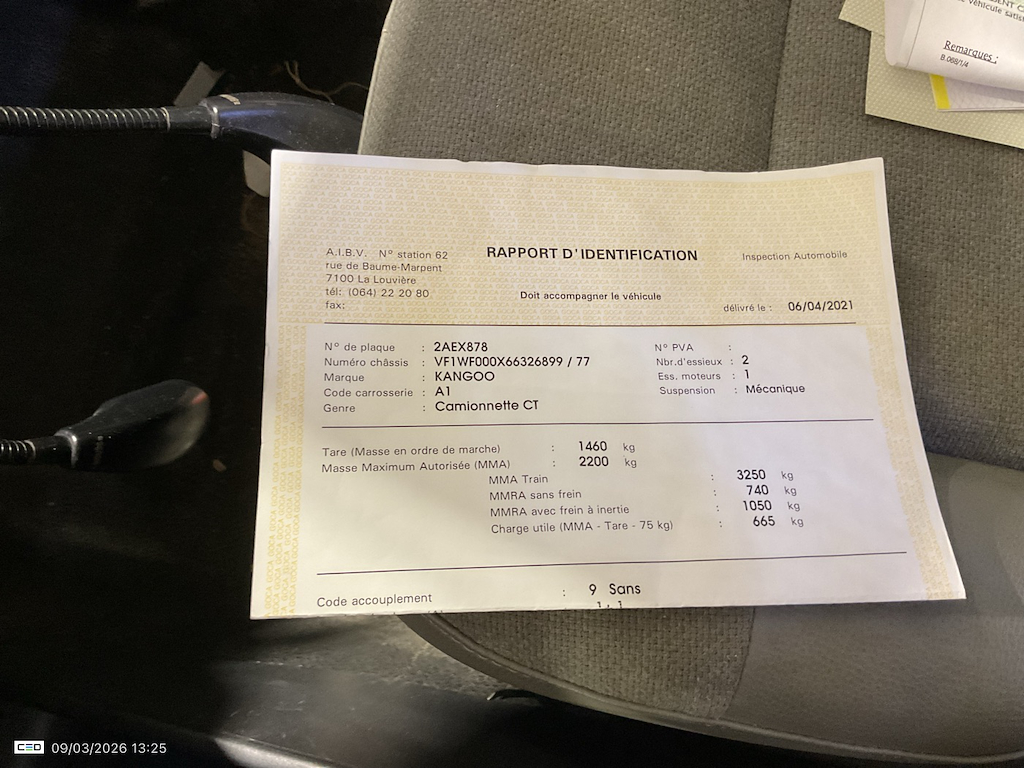 DENT C
ce véhicule satist
Remarques :
B.068/1/4
A.I.B.V. N° station 62
rue de Baume-Marpent
7100 La Louvière
tél: (064) 22 20 80
fax:
RAPPORT D'IDENTIFICATION
Doit accompagner le véhicule
Inspection Automobile
délivré le : 06/04/2021
N° de plaque : 2AEX878
Numéro châssis : VF1WF000X66326899 / 77
Marque : KANGOO
Code carrosserie : A1
Genre : Camionnette CT
N° PVA :
Nbr.d'essieux : 2
Ess. moteurs : 1
Suspension : Mécanique
Tare (Masse en ordre de marche) : 1460 kg
Masse Maximum Autorisée (MMA) : 2200 kg
MMA Train : 3250 kg
MMRA sans frein : 740 kg
MMRA avec frein à inertie : 1050 kg
Charge utile (MMA - Tare - 75 kg) : 665 kg
Code accouplement : 9 Sans
CEO 09/03/2026 13:25